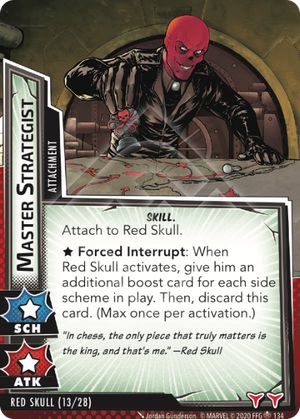 MASTER STRATEGIST
ATTACHMENT
SKILL.
Attach to Red Skull.
★ Forced Interrupt: When
Red Skull activates, give him an
additional boost card for each side
scheme in play. Then, discard this
card. (Max once per activation.)
"In chess, the only piece that truly matters is
the king, and that's me." —Red Skull
SCH
ATK
RED SKULL (13/28)
Jordan Gunderson. © MARVEL © 2020 FFG 134